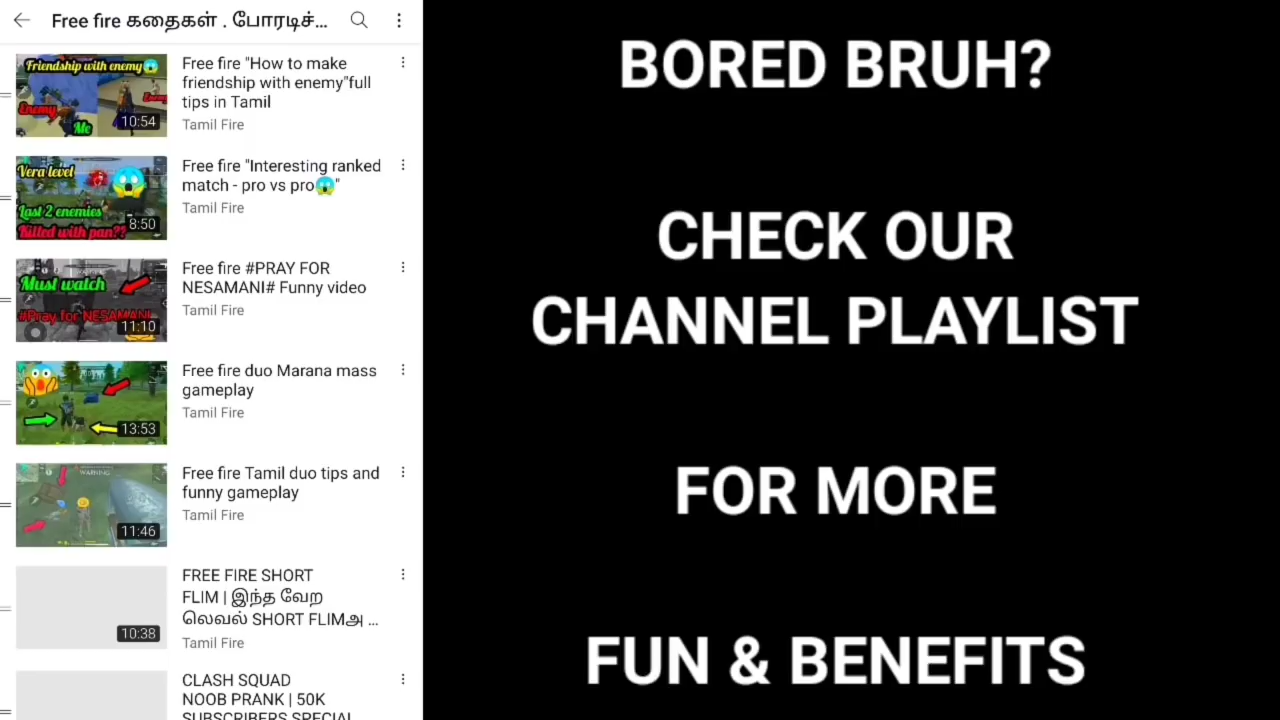 Free fire கதைகள் . போரடிச்...
Friendship with enemy
Enemy
Me
10:54
Free fire "How to make
friendship with enemy"full
tips in Tamil
Tamil Fire
Vera level
Last 2 enemies
Killed with pan??
8:50
Free fire "Interesting ranked
match - pro vs pro😱"
Tamil Fire
Must watch
#Pray for NESAMANI
11:10
Free fire #PRAY FOR
NESAMANI# Funny video
Tamil Fire
13:53
Free fire duo Marana mass
gameplay
Tamil Fire
WARNING
11:46
Free fire Tamil duo tips and
funny gameplay
Tamil Fire
10:38
FREE FIRE SHORT
FLIM | இந்த வேற
லெவல் SHORT FLIMஅ ...
Tamil Fire
CLASH SQUAD
NOOB PRANK | 50K
SUBSCRIBERS SPECIAL
BORED BRUH?
CHECK OUR
CHANNEL PLAYLIST
FOR MORE
FUN & BENEFITS